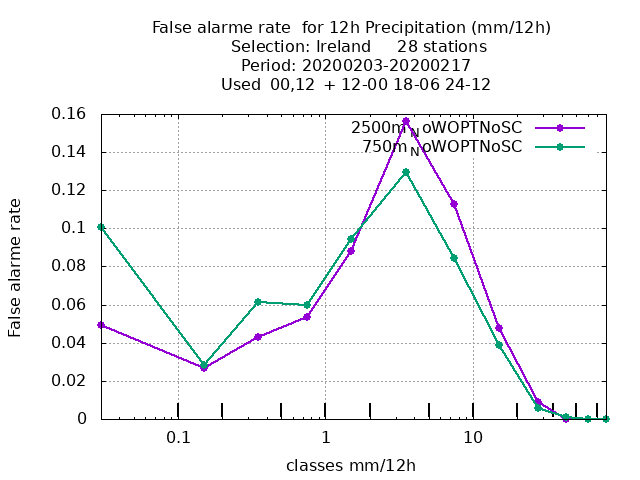 False alarme rate  for 12h Precipitation (mm/12h)
Selection: Ireland     28 stations
Period: 20200203-20200217
Used  00,12  + 12-00 18-06 24-12
2500m_NoWOPTNoSC
750m_NoWOPTNoSC
False alarme rate
0.16
0.14
0.12
0.1
0.08
0.06
0.04
0.02
0
0.1 1 10
classes mm/12h